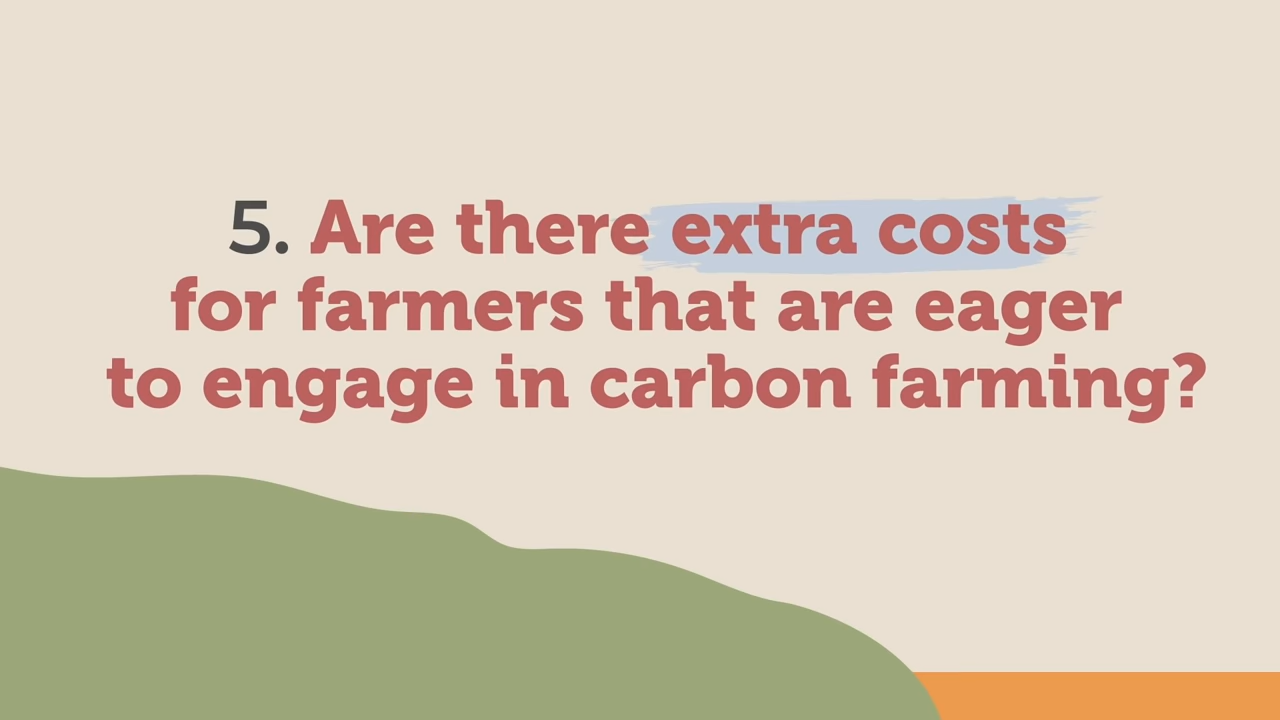 5. Are there extra costs
for farmers that are eager
to engage in carbon farming?